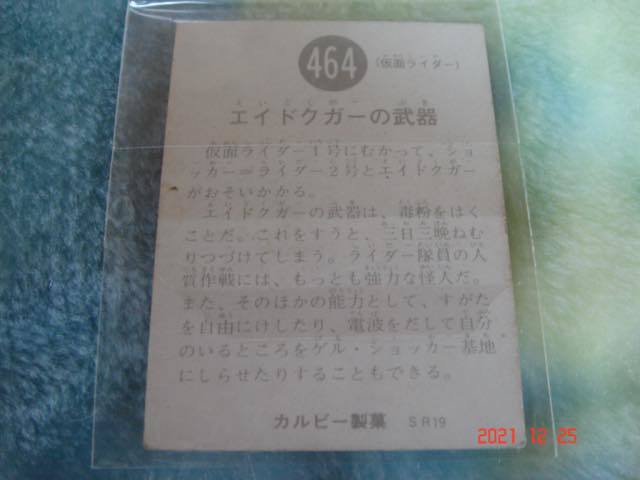 464
(仮面ライダー)
エイドクガーの武器
仮面ライダー1号にむかって、ショ
ッカー＝ライダー2号とエイドクガー
がおそいかかる。
エイドクガーの武器は、毒粉をはく
ことだ。これをすうと、三日三晩ねむ
りつづけてしまう。ライダー隊員の人
質作戦には、もっとも強力な怪人だ。
また、そのほかの能力として、すがた
を自由にけしたり、電波をだして自分
のいるところをゲル・ショッカー基地
にしらせたりすることもできる。
カルビー製菓 SR19
2021 12 25